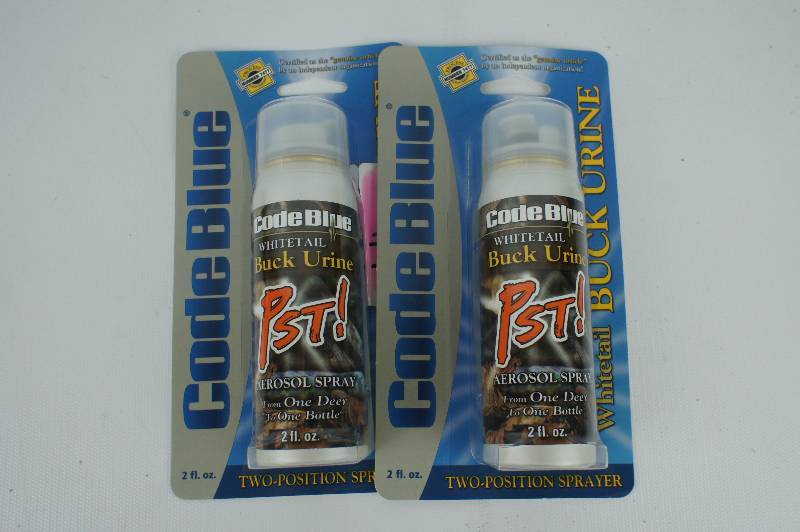 Certified as the "genuine article"
by an independent organization*
Code Blue®
Code Blue
WHITETAIL
Buck Urine
PST!
AEROSOL SPRAY
From One Deer
"To One Bottle"
2 fl. oz.
2 fl. oz.
TWO-POSITION SPR
Certified as the "genuine article"
by an independent organization*
Code Blue®
Whitetail BUCK URINE
Code Blue
WHITETAIL
Buck Urine
PST!
AEROSOL SPRAY
From One Deer
"To One Bottle"
2 fl. oz.
2 fl. oz.
TWO-POSITION SPRAYER